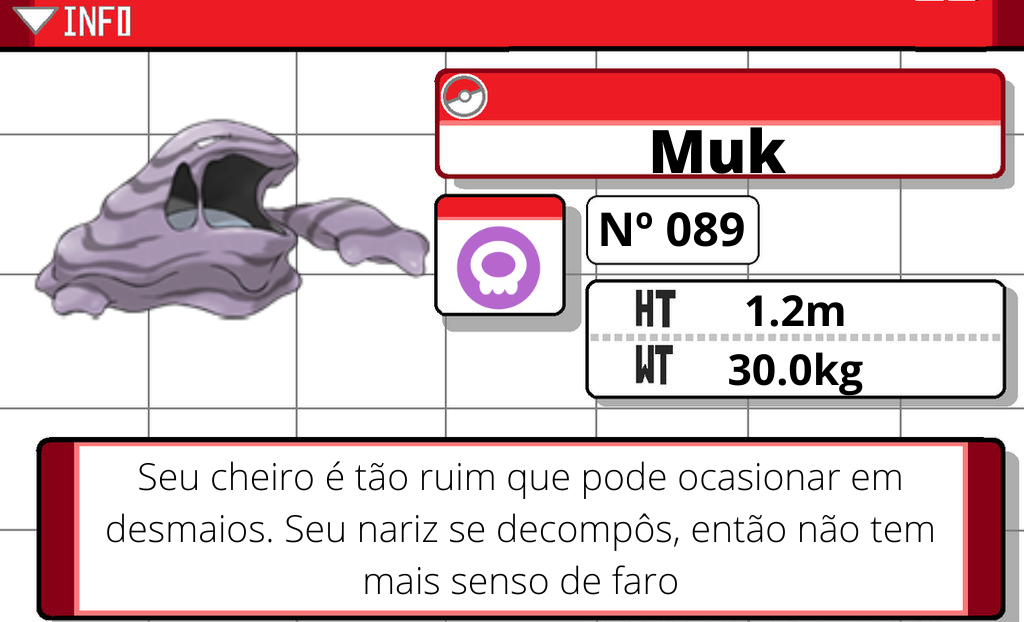 INFO
Muk
Nº 089
HT 1.2m
WT 30.0kg
Seu cheiro é tão ruim que pode ocasionar em
desmaios. Seu nariz se decompôs, então não tem
mais senso de faro